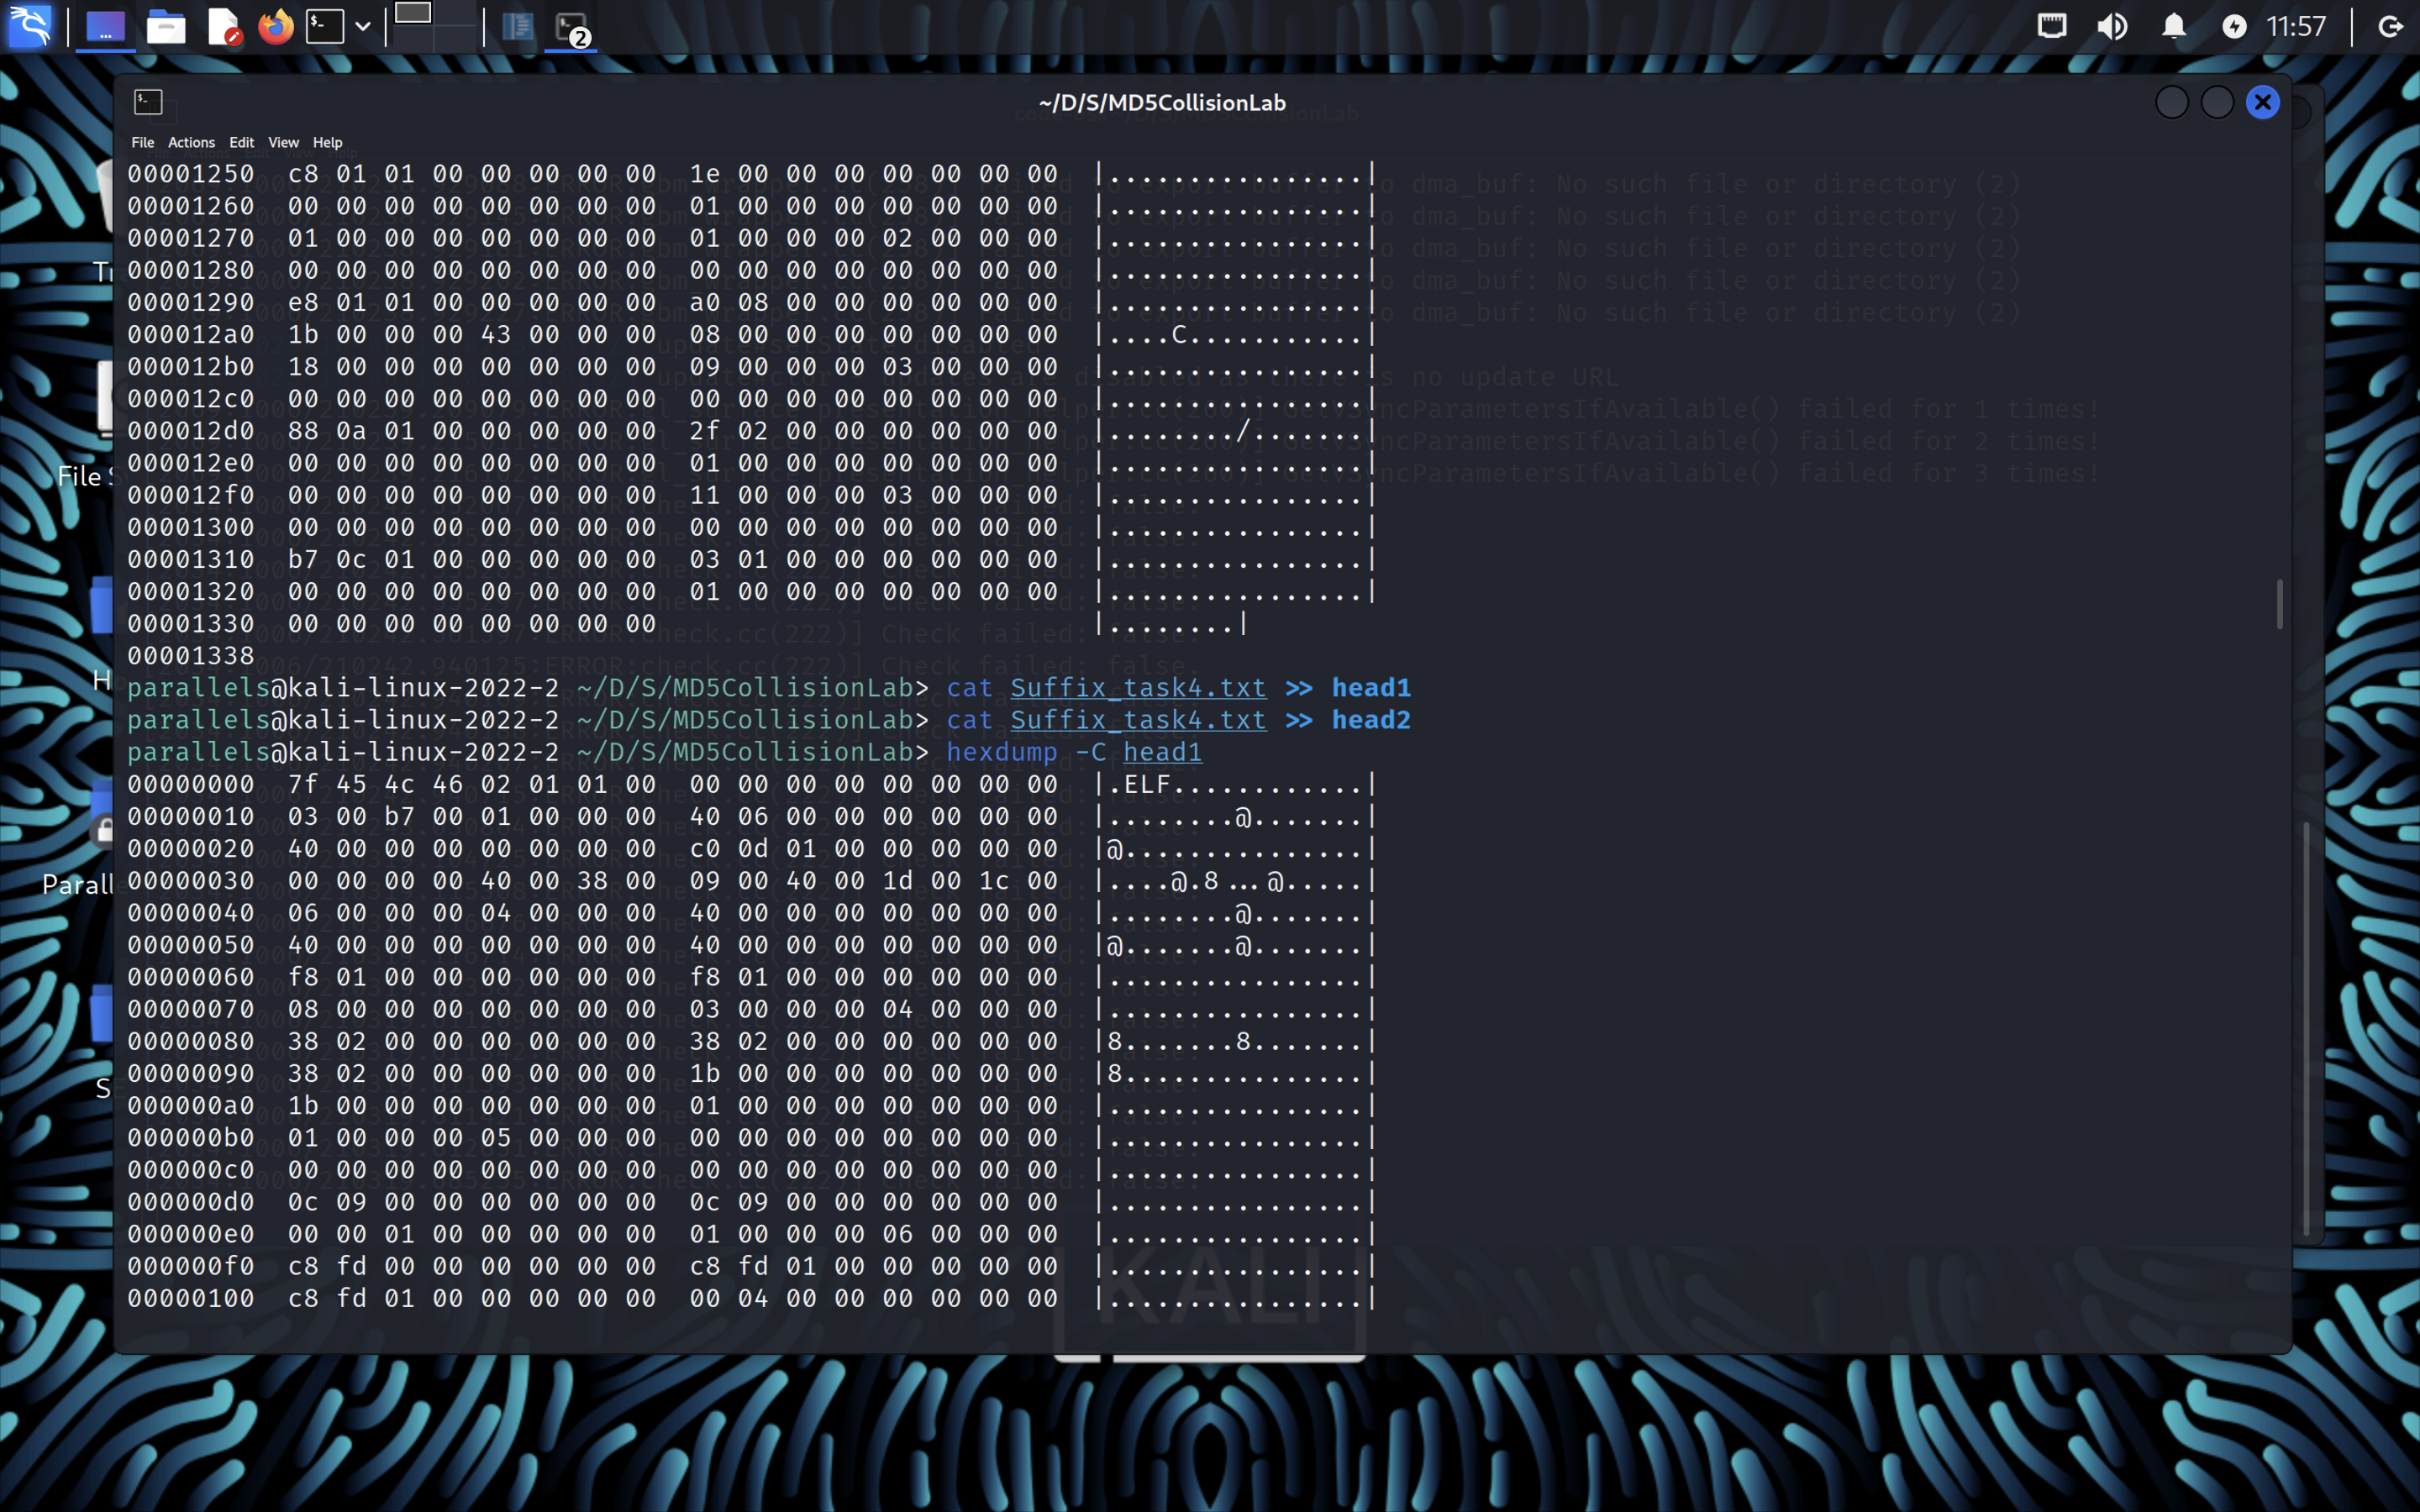 $-
...
$-
2
11:57
$-
~/D/S/MD5CollisionLab
File Actions Edit View Help
00001250  c8 01 01 00 00 00 00 00  1e 00 00 00 00 00 00 00  |................|
00001260  00 00 00 00 00 00 00 00  01 00 00 00 00 00 00 00  |................|
00001270  01 00 00 00 00 00 00 00  01 00 00 00 02 00 00 00  |................|
00001280  00 00 00 00 00 00 00 00  00 00 00 00 00 00 00 00  |................|
00001290  e8 01 01 00 00 00 00 00  a0 08 00 00 00 00 00 00  |................|
000012a0  1b 00 00 00 43 00 00 00  08 00 00 00 00 00 00 00  |....C...........|
000012b0  18 00 00 00 00 00 00 00  09 00 00 00 03 00 00 00  |................|
000012c0  00 00 00 00 00 00 00 00  00 00 00 00 00 00 00 00  |................|
000012d0  88 0a 01 00 00 00 00 00  2f 02 00 00 00 00 00 00  |......../.......|
000012e0  00 00 00 00 00 00 00 00  01 00 00 00 00 00 00 00  |................|
000012f0  00 00 00 00 00 00 00 00  11 00 00 00 03 00 00 00  |................|
00001300  00 00 00 00 00 00 00 00  00 00 00 00 00 00 00 00  |................|
00001310  b7 0c 01 00 00 00 00 00  03 01 00 00 00 00 00 00  |................|
00001320  00 00 00 00 00 00 00 00  01 00 00 00 00 00 00 00  |................|
00001330  00 00 00 00 00 00 00 00                           |........|
00001338
parallels@kali-linux-2022-2 ~/D/S/MD5CollisionLab> cat Suffix_task4.txt >> head1
parallels@kali-linux-2022-2 ~/D/S/MD5CollisionLab> cat Suffix_task4.txt >> head2
parallels@kali-linux-2022-2 ~/D/S/MD5CollisionLab> hexdump -C head1
00000000  7f 45 4c 46 02 01 01 00  00 00 00 00 00 00 00 00  |.ELF............|
00000010  03 00 b7 00 01 00 00 00  40 06 00 00 00 00 00 00  |........@.......|
00000020  40 00 00 00 00 00 00 00  c0 0d 01 00 00 00 00 00  |@...............|
00000030  00 00 00 00 40 00 38 00  09 00 40 00 1d 00 1c 00  |....@.8...@.....|
00000040  06 00 00 00 04 00 00 00  40 00 00 00 00 00 00 00  |........@.......|
00000050  40 00 00 00 00 00 00 00  40 00 00 00 00 00 00 00  |@.......@.......|
00000060  f8 01 00 00 00 00 00 00  f8 01 00 00 00 00 00 00  |................|
00000070  08 00 00 00 00 00 00 00  03 00 00 00 04 00 00 00  |................|
00000080  38 02 00 00 00 00 00 00  38 02 00 00 00 00 00 00  |8.......8.......|
00000090  38 02 00 00 00 00 00 00  1b 00 00 00 00 00 00 00  |8...............|
000000a0  1b 00 00 00 00 00 00 00  01 00 00 00 00 00 00 00  |................|
000000b0  01 00 00 00 05 00 00 00  00 00 00 00 00 00 00 00  |................|
000000c0  00 00 00 00 00 00 00 00  00 00 00 00 00 00 00 00  |................|
000000d0  0c 09 00 00 00 00 00 00  0c 09 00 00 00 00 00 00  |................|
000000e0  00 00 01 00 00 00 00 00  01 00 00 00 06 00 00 00  |................|
000000f0  c8 fd 00 00 00 00 00 00  c8 fd 01 00 00 00 00 00  |................|
00000100  c8 fd 01 00 00 00 00 00  00 04 00 00 00 00 00 00  |................|
File
Parall
KALI